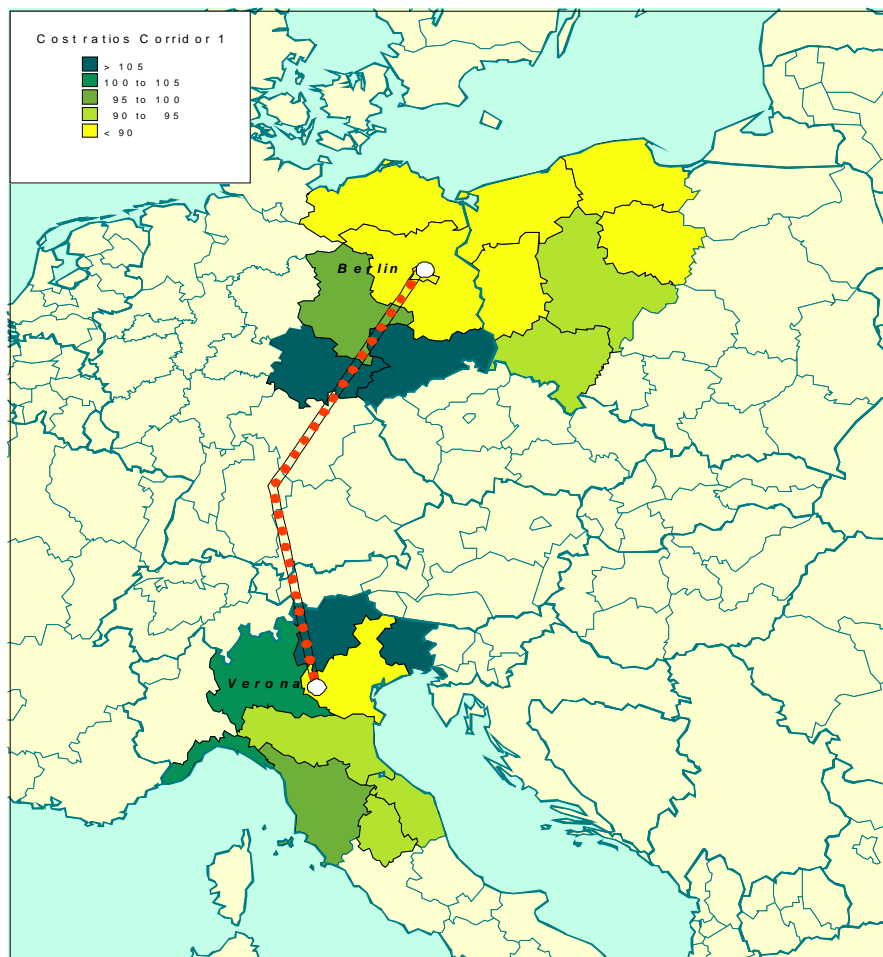 Costratios Corridor 1
> 105
100 to 105
95 to 100
90 to 95
< 90
Berlin
Verona